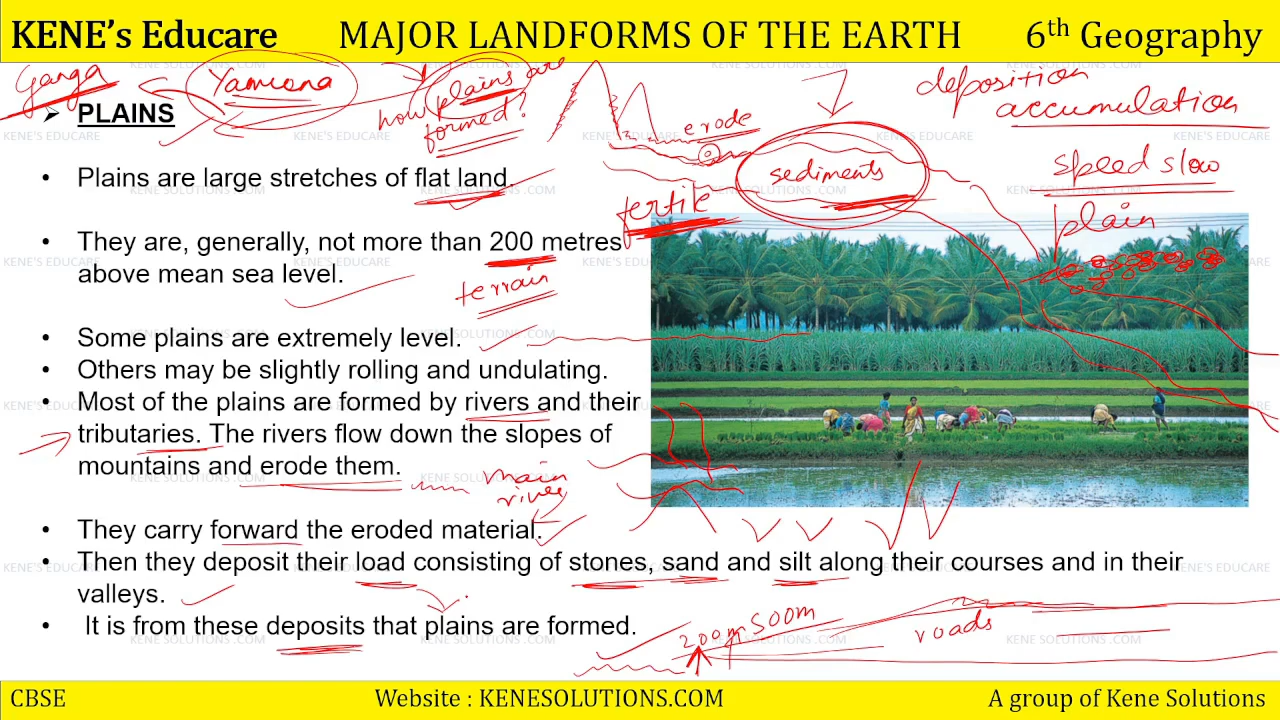 KENE's Educare MAJOR LANDFORMS OF THE EARTH 6th Geography
Ganga Yamuna how plains are formed?
erode sediments deposition accumulation
speed slow
plain
fertile
➤ PLAINS
• Plains are large stretches of flat land.
• They are, generally, not more than 200 metres
above mean sea level.
terrain
• Some plains are extremely level.
• Others may be slightly rolling and undulating.
• Most of the plains are formed by rivers and their
tributaries. The rivers flow down the slopes of
mountains and erode them.
main
river
• They carry forward the eroded material.
• Then they deposit their load consisting of stones, sand and silt along their courses and in their
valleys.
• It is from these deposits that plains are formed.
200m 500m roads
CBSE Website : KENESOLUTIONS.COM A group of Kene Solutions